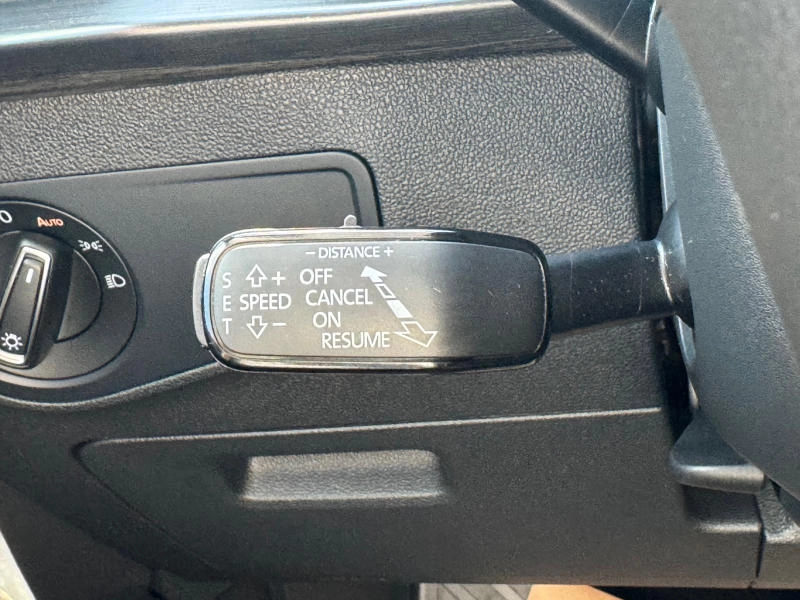 AUTO
− DISTANCE +
S + OFF
E SPEED CANCEL
T − ON
RESUME